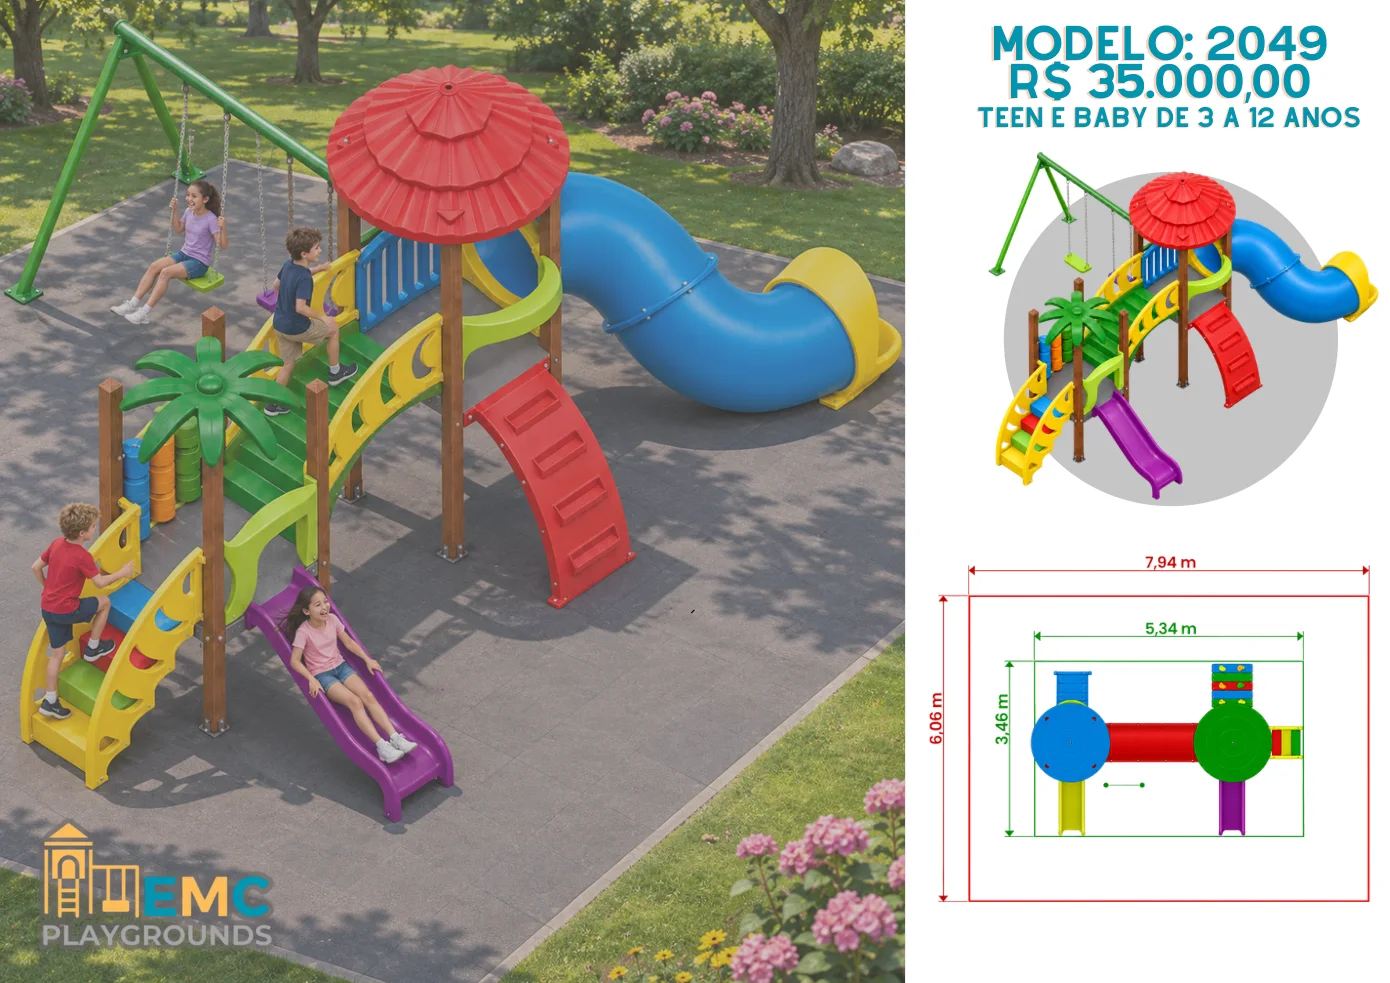 MODELO: 2049
R$ 35.000,00
TEEN E BABY DE 3 A 12 ANOS
7,94 m
5,34 m
6,06 m
3,46 m
EMC
PLAYGROUNDS